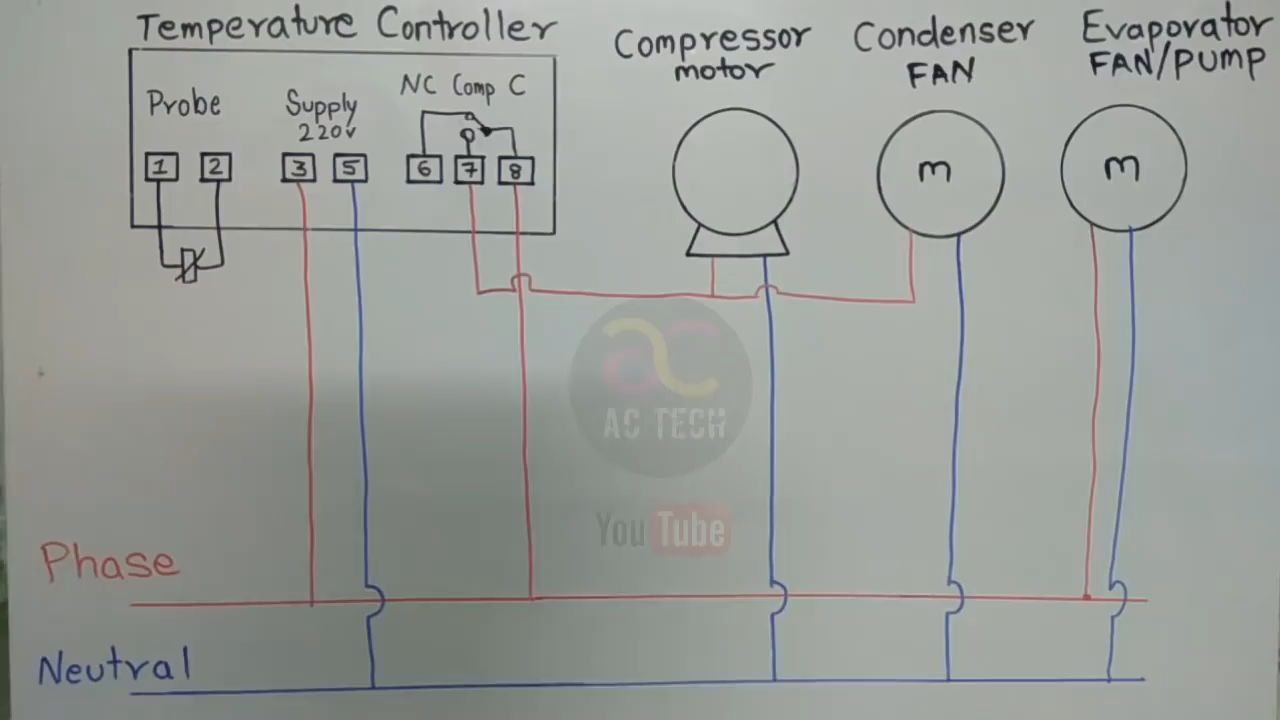 Temperature Controller
Compressor
motor
Condenser
FAN
Evaporator
FAN/PUMP
Probe
Supply
220v
NC Comp C
1 2 3 5 6 7 8
m m
ac
AC TECH
YouTube
Phase
Neutral